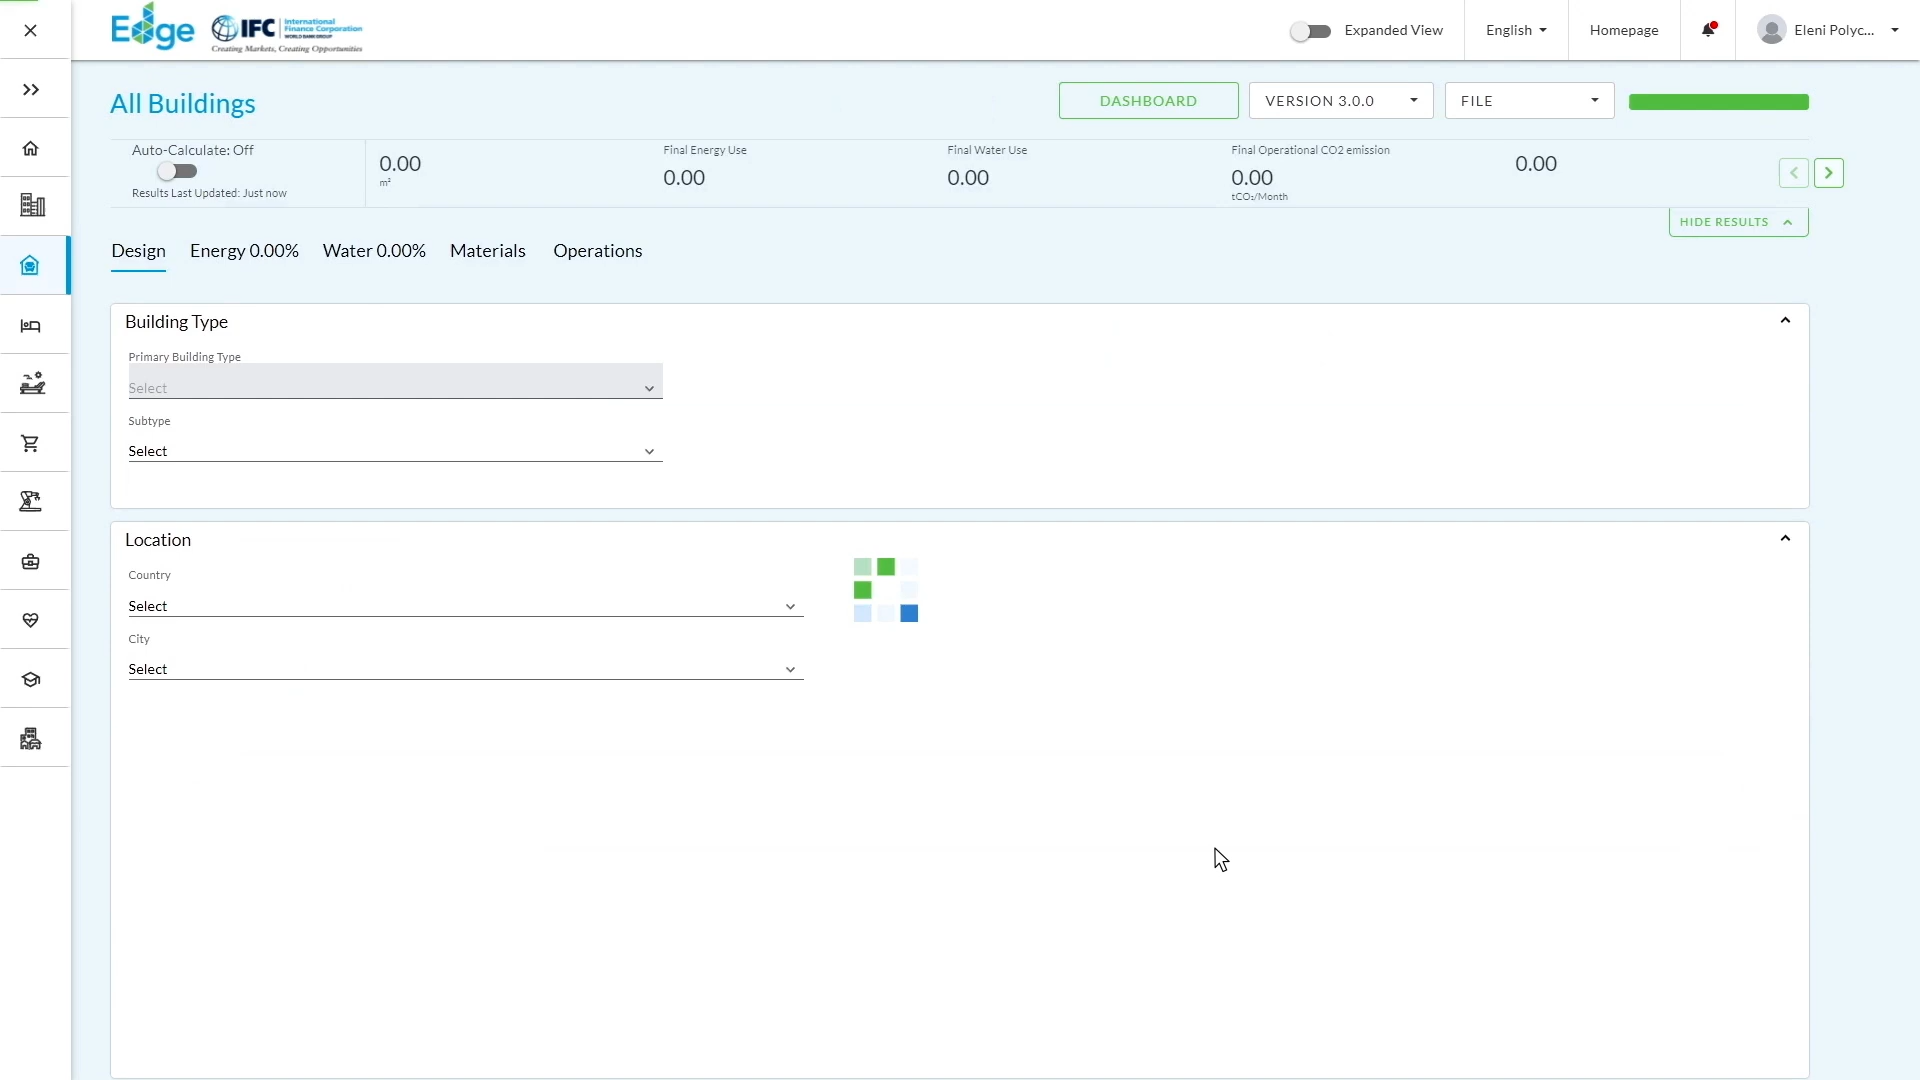 Edge
IFC International Finance Corporation
WORLD BANK GROUP
Creating Markets, Creating Opportunities
Expanded View
English
Homepage
Eleni Polyc...
All Buildings
DASHBOARD
VERSION 3.0.0
FILE
Auto-Calculate: Off
Results Last Updated: Just now
0.00
m²
Final Energy Use
0.00
Final Water Use
0.00
Final Operational CO2 emission
0.00
tCO₂/Month
0.00
HIDE RESULTS
Design
Energy 0.00%
Water 0.00%
Materials
Operations
Building Type
Primary Building Type
Select
Subtype
Select
Location
Country
Select
City
Select